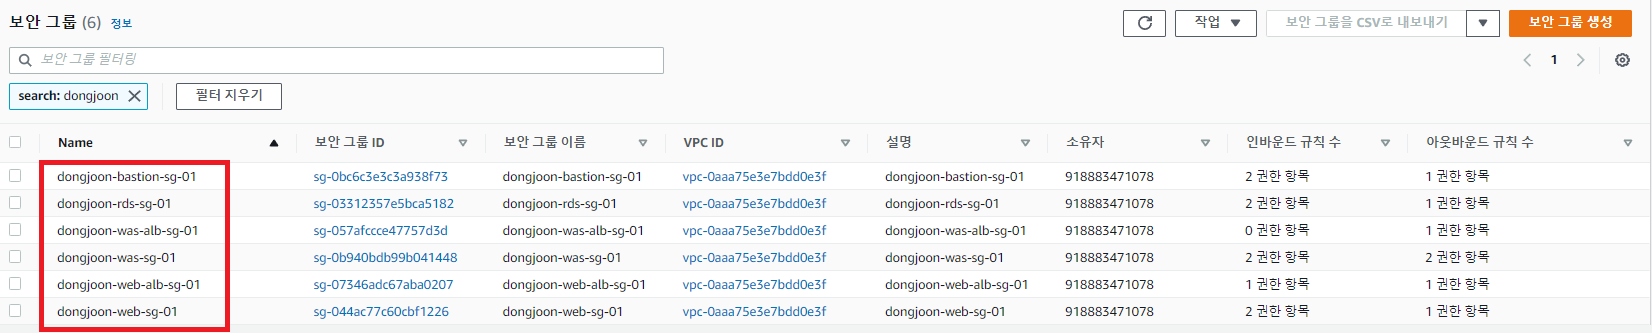 보안 그룹 (6) 정보 작업 보안 그룹을 CSV로 내보내기 보안 그룹 생성
보안 그룹 필터링 1
search: dongjoon 필터 지우기
Name 보안 그룹 ID 보안 그룹 이름 VPC ID 설명 소유자 인바운드 규칙 수 아웃바운드 규칙 수
dongjoon-bastion-sg-01 sg-0bc6c3e3c3a938f73 dongjoon-bastion-sg-01 vpc-0aaa75e3e7bdd0e3f dongjoon-bastion-sg-01 918883471078 2 권한 항목 1 권한 항목
dongjoon-rds-sg-01 sg-03312357e5bca5182 dongjoon-rds-sg-01 vpc-0aaa75e3e7bdd0e3f dongjoon-rds-sg-01 918883471078 2 권한 항목 1 권한 항목
dongjoon-was-alb-sg-01 sg-057afccce47757d3d dongjoon-was-alb-sg-01 vpc-0aaa75e3e7bdd0e3f dongjoon-was-alb-sg-01 918883471078 0 권한 항목 1 권한 항목
dongjoon-was-sg-01 sg-0b940bdb99b041448 dongjoon-was-sg-01 vpc-0aaa75e3e7bdd0e3f dongjoon-was-sg-01 918883471078 2 권한 항목 2 권한 항목
dongjoon-web-alb-sg-01 sg-07346adc67aba0207 dongjoon-web-alb-sg-01 vpc-0aaa75e3e7bdd0e3f dongjoon-web-alb-sg-01 918883471078 1 권한 항목 1 권한 항목
dongjoon-web-sg-01 sg-044ac77c60cbf1226 dongjoon-web-sg-01 vpc-0aaa75e3e7bdd0e3f dongjoon-web-sg-01 918883471078 2 권한 항목 1 권한 항목